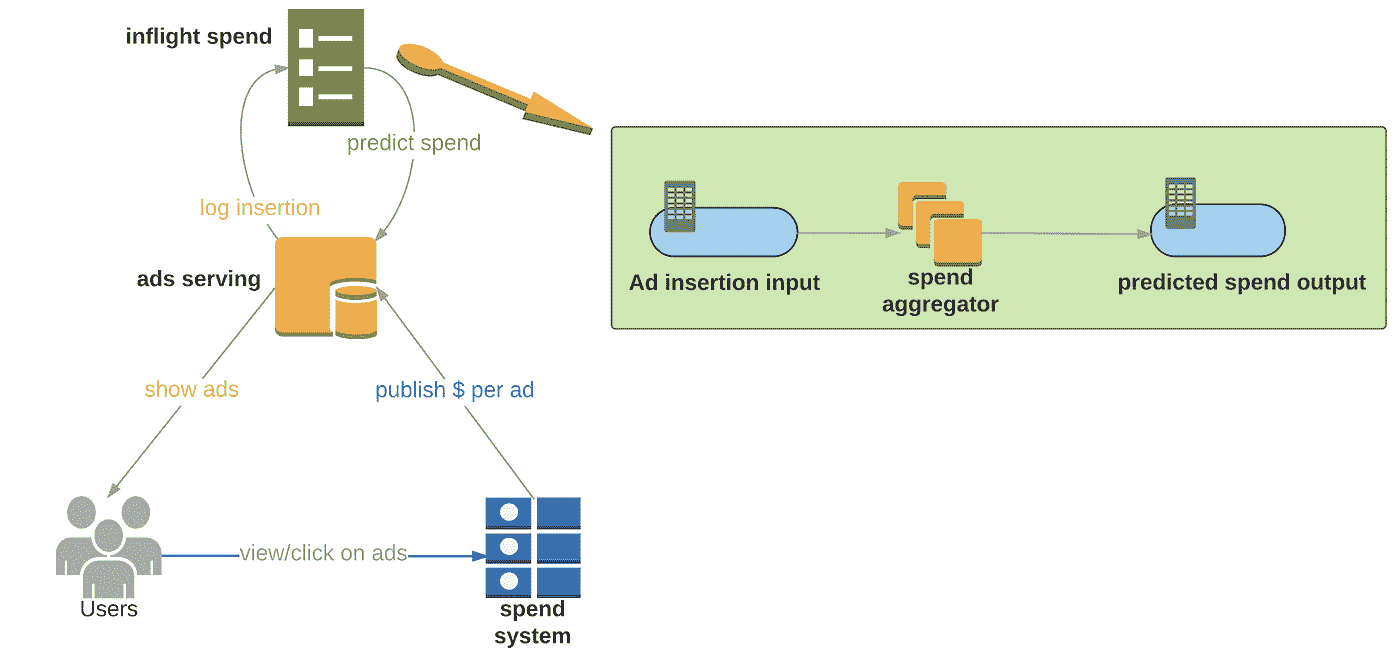 inflight spend
predict spend
log insertion
ads serving
show ads
publish $ per ad
view/click on ads
Users
spend
system
Ad insertion input
spend
aggregator
predicted spend output